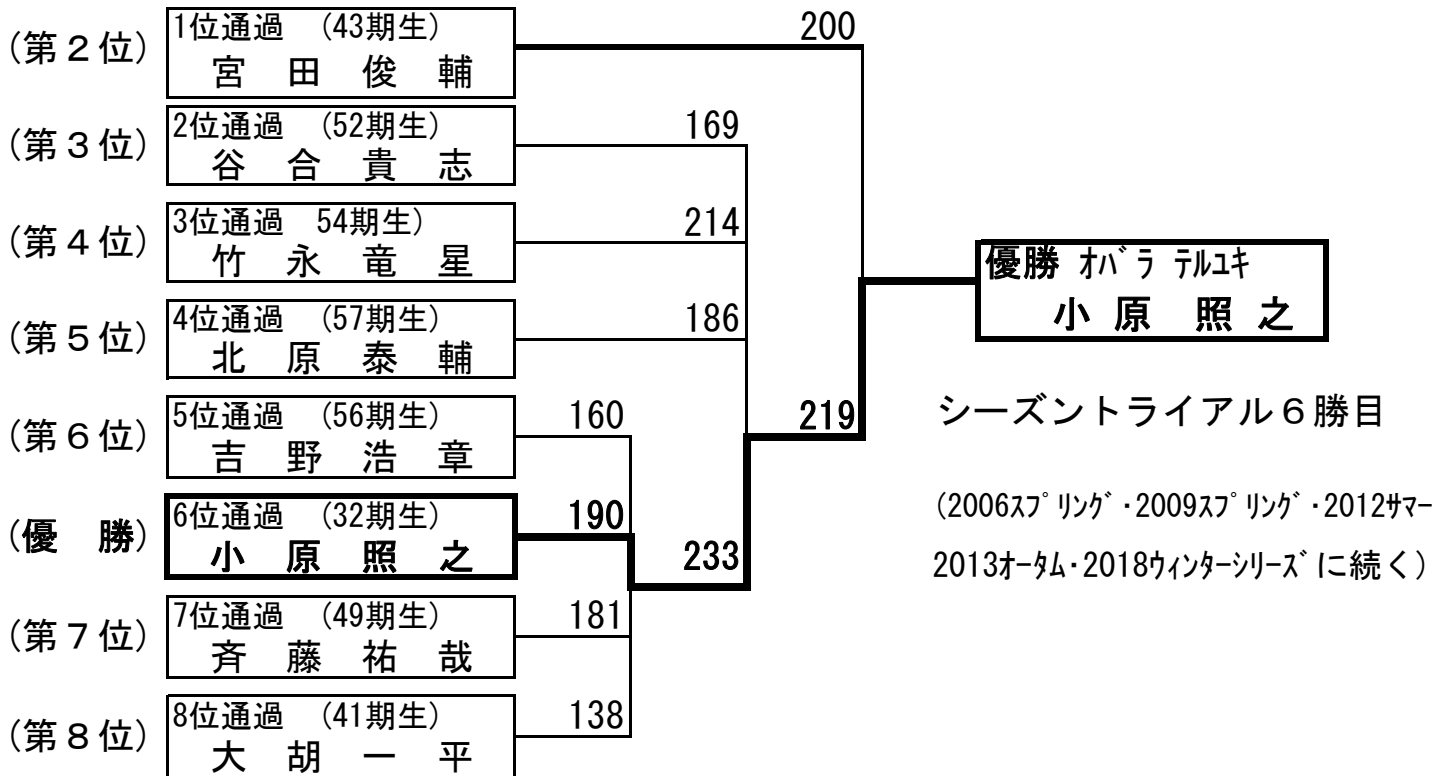 (第２位)
1位通過 (43期生)
宮 田 俊 輔
200
(第３位)
2位通過 (52期生)
谷 合 貴 志
169
(第４位)
3位通過 54期生)
竹 永 竜 星
214
(第５位)
4位通過 (57期生)
北 原 泰 輔
186
(第６位)
5位通過 (56期生)
吉 野 浩 章
160
(優 勝)
6位通過 (32期生)
小 原 照 之
190
233
219
(第７位)
7位通過 (49期生)
斉 藤 祐 哉
181
(第８位)
8位通過 (41期生)
大 胡 一 平
138
優勝 ｵﾊﾞﾗ ﾃﾙﾕｷ
小 原 照 之
シーズントライアル６勝目
(2006ｽﾌﾟﾘﾝｸﾞ･2009ｽﾌﾟﾘﾝｸﾞ･2012ｻﾏｰ
2013ｵｰﾀﾑ･2018ｳｨﾝﾀｰｼﾘｰｽﾞに続く)